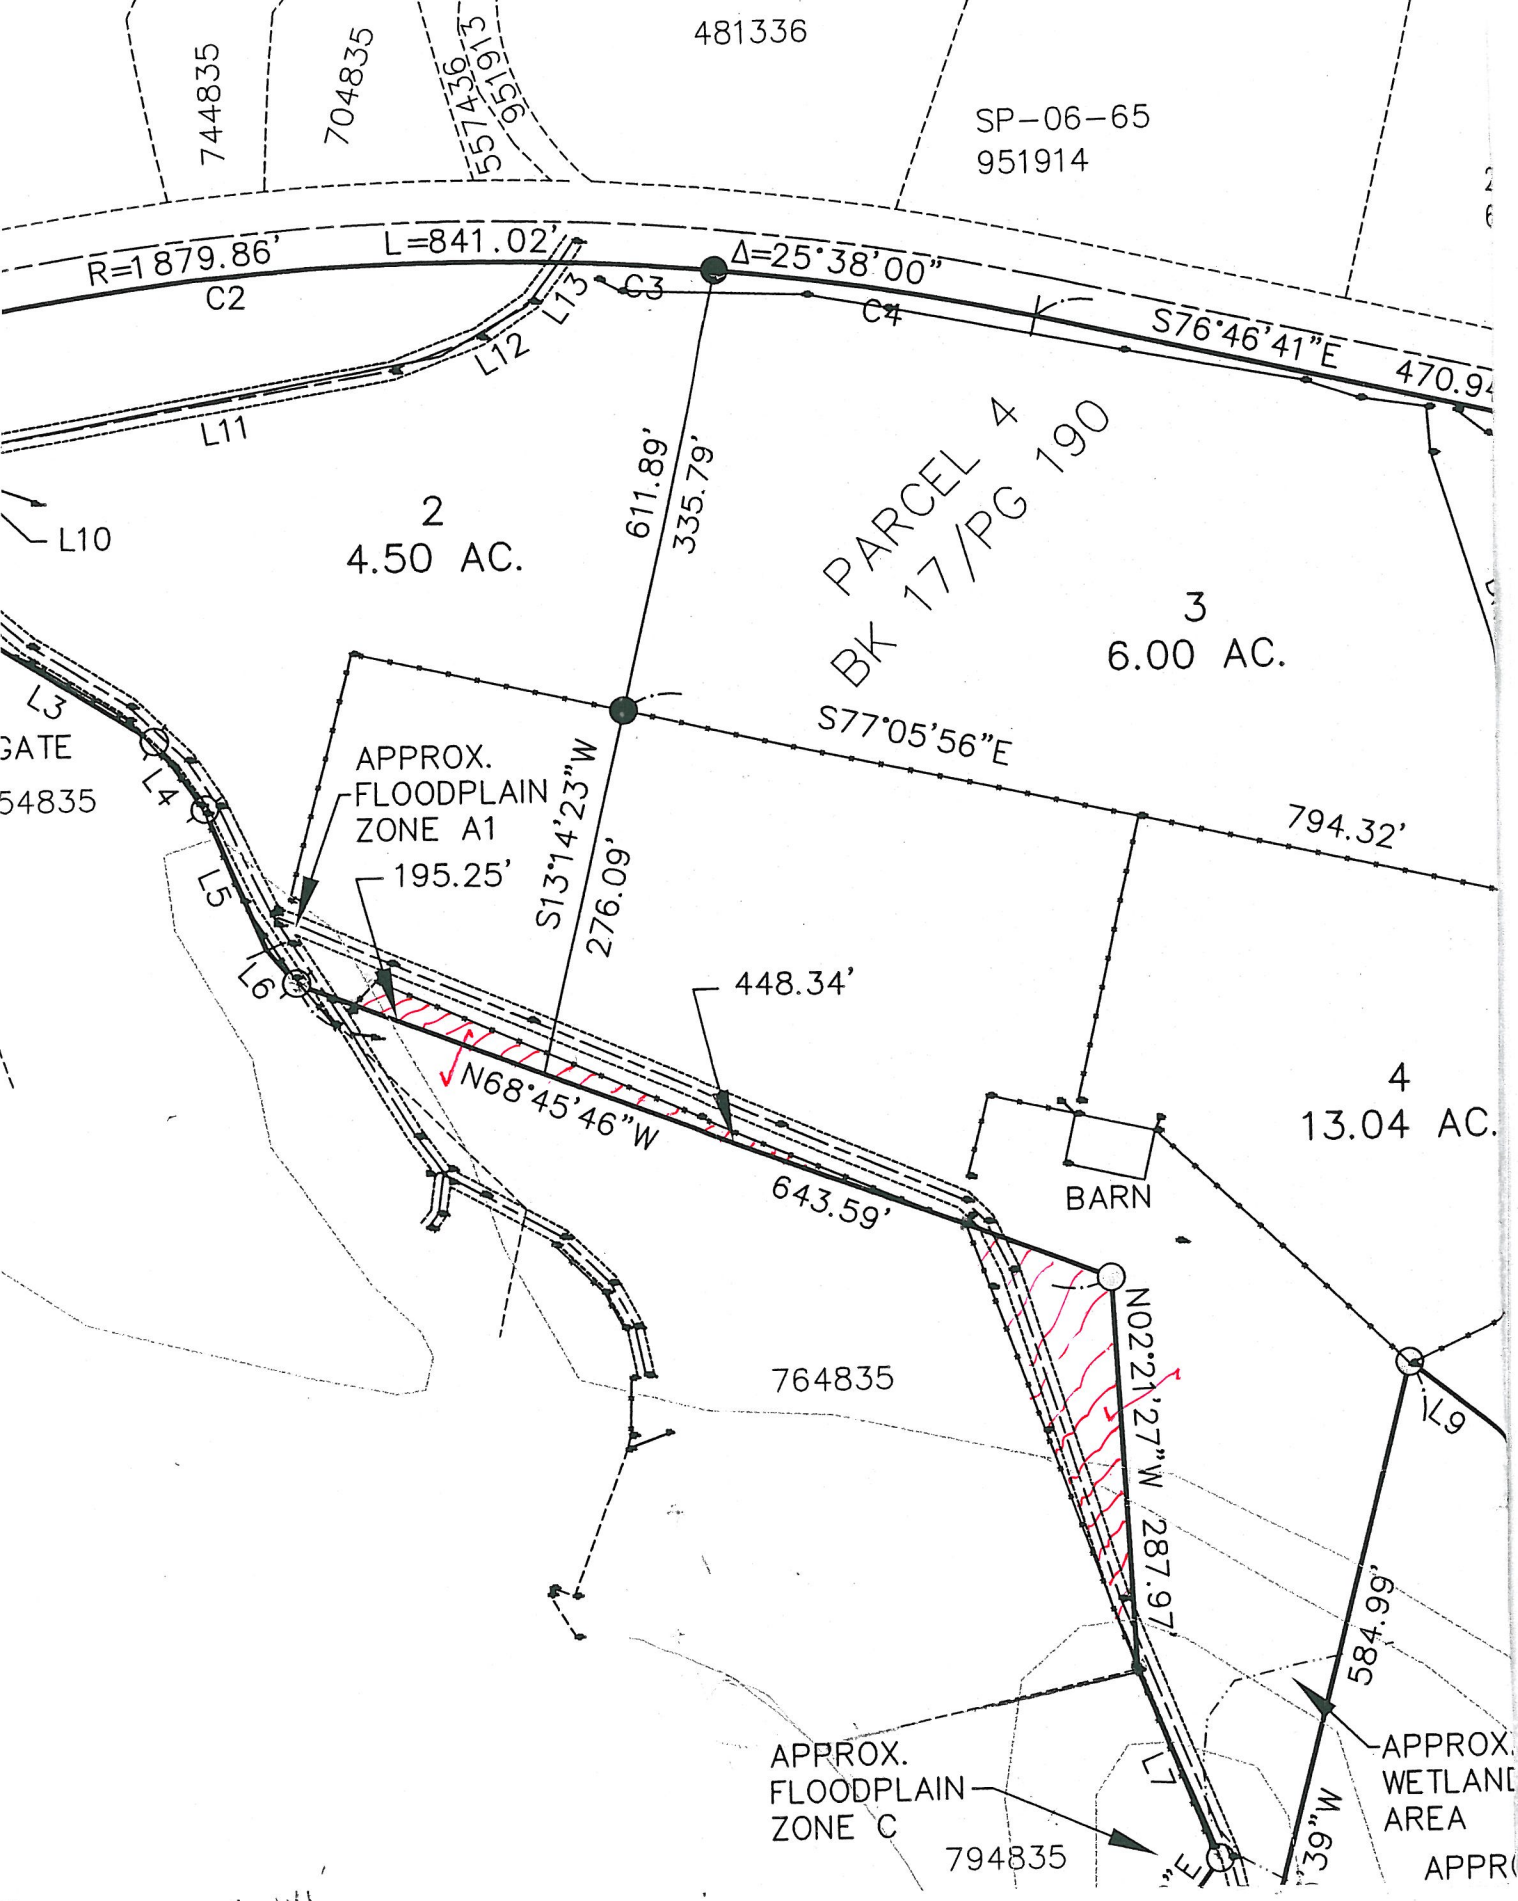 744835
704835
557436
951913
481336
SP-06-65
951914
R=1879.86'
L=841.02'
Δ=25°38'00"
C2
L13
C3
C4
L12
L11
S76°46'41"E
470.94
611.89'
335.79'
PARCEL 4
BK 17/PG 190
L10
2
4.50 AC.
3
6.00 AC.
L3
GATE
54835
L4
L5
L6
APPROX.
FLOODPLAIN
ZONE A1
195.25'
S13°14'23"W
276.09'
S77°05'56"E
794.32'
448.34'
N68°45'46"W
643.59'
4
13.04 AC.
BARN
N02°21'27"W 287.97'
764835
L9
584.99'
APPROX.
FLOODPLAIN
ZONE C
794835
L7
APPROX.
WETLAND
AREA
'39"W
"E
APPRO